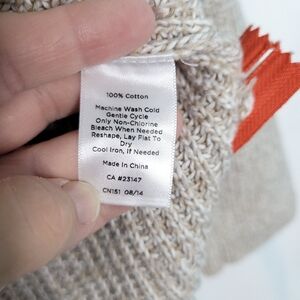 100% Cotton
Machine Wash Cold
Gentle Cycle
Only Non-Chlorine
Bleach When Needed
Reshape, Lay Flat To
Dry
Cool Iron, If Needed
Made in China
CA #23147
CN151 08/14